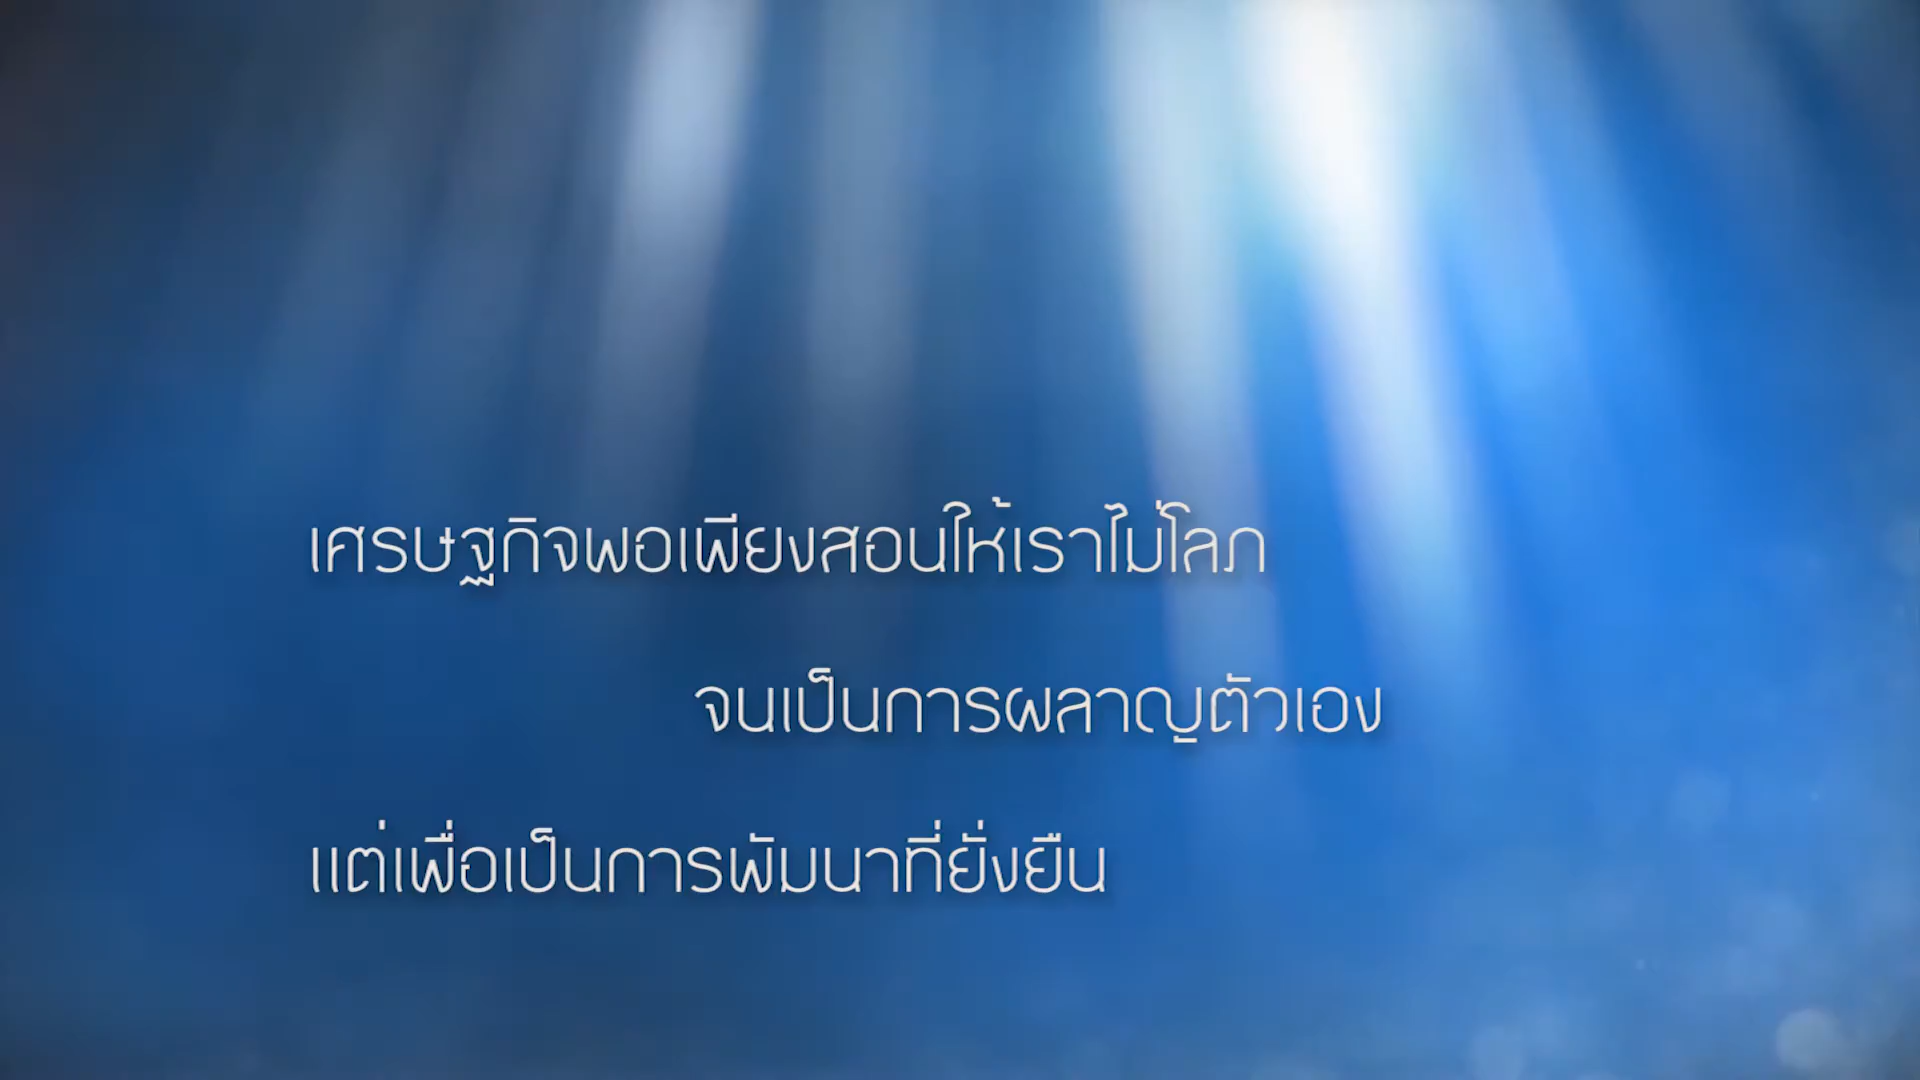 เศรษฐกิจพอเพียงสอนให้เราไม่โลภ
จนเป็นการผลาญตัวเอง
แต่เพื่อเป็นการพัมนาที่ยั่งยืน